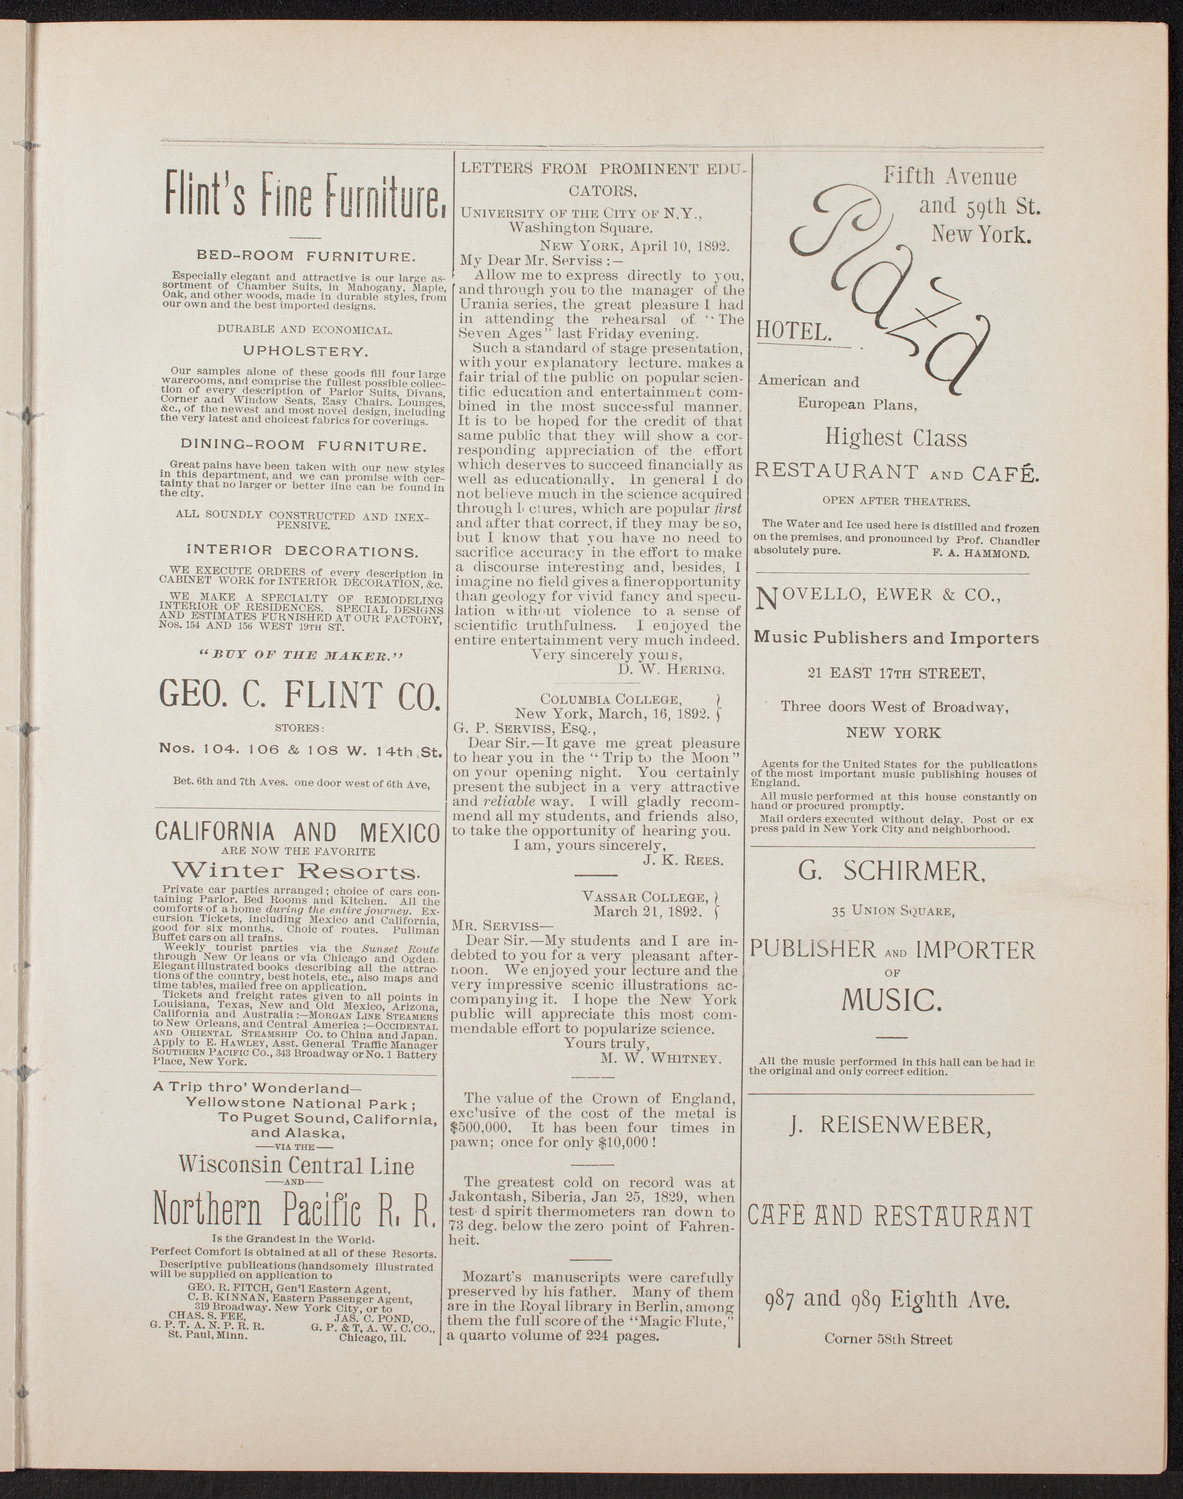 Flint's Fine Furniture.
BED-ROOM FURNITURE.
Especially elegant and attractive is our large as-
sortment of Chamber Suits, in Mahogany, Maple,
Oak, and other woods, made in durable styles, from
our own and the best imported designs.
DURABLE AND ECONOMICAL.
UPHOLSTERY.
Our samples alone of these goods fill four large
warerooms, and comprise the fullest possible collec-
tion of every description of Parlor Suits, Divans,
Corner and Window Seats, Easy Chairs. Lounges,
&c., of the newest and most novel design, including
the very latest and choicest fabrics for coverings.
DINING-ROOM FURNITURE.
Great pains have been taken with our new styles
in this department, and we can promise with cer-
tainty that no larger or better line can be found in
the city.
ALL SOUNDLY CONSTRUCTED AND INEX-
PENSIVE.
INTERIOR DECORATIONS.
WE EXECUTE ORDERS of every description in
CABINET WORK for INTERIOR DECORATION, &c.
WE MAKE A SPECIALTY OF REMODELING
INTERIOR OF RESIDENCES. SPECIAL DESIGNS
AND ESTIMATES FURNISHED AT OUR FACTORY,
Nos. 154 AND 156 WEST 19TH ST.
"BUY OF THE MAKER."
GEO. C. FLINT CO.
STORES:
Nos. 104. 106 & 108 W. 14th St.
Bet. 6th and 7th Aves. one door west of 6th Ave,
CALIFORNIA AND MEXICO
ARE NOW THE FAVORITE
Winter Resorts.
Private car parties arranged; choice of cars con-
taining Parlor. Bed Rooms and Kitchen. All the
comforts of a home during the entire journey. Ex-
cursion Tickets, including Mexico and California,
good for six months. Choic of routes. Pullman
Buffet cars on all trains.
Weekly tourist parties via the Sunset Route
through New Orleans or via Chicago and Ogden.
Elegant illustrated books describing all the attrac-
tions of the country, best hotels, etc., also maps and
time tables, mailed free on application.
Tickets and freight rates given to all points in
Louisiana, Texas, New and Old Mexico, Arizona,
California and Australia:—MORGAN LINE STEAMERS
to New Orleans, and Central America:—OCCIDENTAL
AND ORIENTAL STEAMSHIP Co. to China and Japan.
Apply to E. HAWLEY, Asst. General Traffic Manager
SOUTHERN PACIFIC Co., 343 Broadway or No. 1 Battery
Place, New York.
A Trip thro' Wonderland—
Yellowstone National Park;
To Puget Sound, California,
and Alaska,
—VIA THE—
Wisconsin Central Line
—AND—
Northern Pacific R. R.
Is the Grandest in the World.
Perfect Comfort is obtained at all of these Resorts.
Descriptive publications (handsomely illustrated
will be supplied on application to
GEO. R. FITCH, Gen'l Eastern Agent,
C. B. KINNAN, Eastern Passenger Agent,
319 Broadway. New York City, or to
CHAS. S. FEE,
G. P. T. A. N. P. R. R.
St. Paul, Minn.
JAS. C. POND,
G. P. & T. A. W. C. CO.,
Chicago, Ill.
LETTERS FROM PROMINENT EDU-
CATORS.
UNIVERSITY OF THE CITY OF N.Y.,
Washington Square.
NEW YORK, April 10, 1892.
My Dear Mr. Serviss:—
Allow me to express directly to you,
and through you to the manager of the
Urania series, the great pleasure I had
in attending the rehearsal of "The
Seven Ages" last Friday evening.
Such a standard of stage presentation,
with your explanatory lecture, makes a
fair trial of the public on popular scien-
tific education and entertainment com-
bined in the most successful manner.
It is to be hoped for the credit of that
same public that they will show a cor-
responding appreciation of the effort
which deserves to succeed financially as
well as educationally. In general I do
not believe much in the science acquired
through lectures, which are popular first
and after that correct, if they may be so,
but I know that you have no need to
sacrifice accuracy in the effort to make
a discourse interesting and, besides, I
imagine no field gives a finer opportunity
than geology for vivid fancy and specu-
lation without violence to a sense of
scientific truthfulness. I enjoyed the
entire entertainment very much indeed.
Very sincerely yours,
D. W. HERING.
COLUMBIA COLLEGE, }
New York, March, 16, 1892. }
G. P. SERVISS, ESQ.,
Dear Sir.—It gave me great pleasure
to hear you in the "Trip to the Moon"
on your opening night. You certainly
present the subject in a very attractive
and reliable way. I will gladly recom-
mend all my students, and friends also,
to take the opportunity of hearing you.
I am, yours sincerely,
J. K. REES.
VASSAR COLLEGE, }
March 21, 1892. }
MR. SERVISS—
Dear Sir.—My students and I are in-
debted to you for a very pleasant after-
noon. We enjoyed your lecture and the
very impressive scenic illustrations ac-
companying it. I hope the New York
public will appreciate this most com-
mendable effort to popularize science.
Yours truly,
M. W. WHITNEY.
The value of the Crown of England,
exclusive of the cost of the metal is
$500,000, It has been four times in
pawn; once for only $10,000!
The greatest cold on record was at
Jakontash, Siberia, Jan 25, 1829, when
test d spirit thermometers ran down to
73 deg. below the zero point of Fahren-
heit.
Mozart's manuscripts were carefully
preserved by his father. Many of them
are in the Royal library in Berlin, among
them the full score of the "Magic Flute,"
a quarto volume of 224 pages.
Fifth Avenue
and 59th St.
New York.
Plaza
HOTEL.
American and
European Plans,
Highest Class
RESTAURANT AND CAFÉ.
OPEN AFTER THEATRES.
The Water and Ice used here is distilled and frozen
on the premises, and pronounced by Prof. Chandler
absolutely pure. F. A. HAMMOND.
NOVELLO, EWER & CO.,
Music Publishers and Importers
21 EAST 17TH STREET,
Three doors West of Broadway,
NEW YORK
Agents for the United States for the publications
of the most important music publishing houses of
England.
All music performed at this house constantly on
hand or procured promptly.
Mail orders executed without delay. Post or ex
press paid in New York City and neighborhood.
G. SCHIRMER,
35 UNION SQUARE,
PUBLISHER AND IMPORTER
OF
MUSIC.
All the music performed in this hall can be had in
the original and only correct edition.
J. REISENWEBER,
CAFE AND RESTAURANT
987 and 989 Eighth Ave.
Corner 58th Street